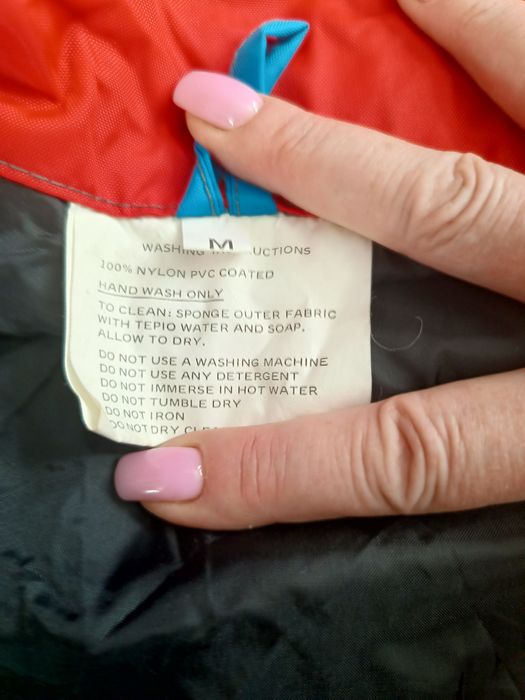 M
WASHING UCTIONS
100% NYLON PVC COATED
HAND WASH ONLY
TO CLEAN: SPONGE OUTER FABRIC
WITH TEPIO WATER AND SOAP.
ALLOW TO DRY.
DO NOT USE A WASHING MACHINE
DO NOT USE ANY DETERGENT
DO NOT IMMERSE IN HOT WATER
DO NOT TUMBLE DRY
DO NOT IRON
DO NOT DRY CLE